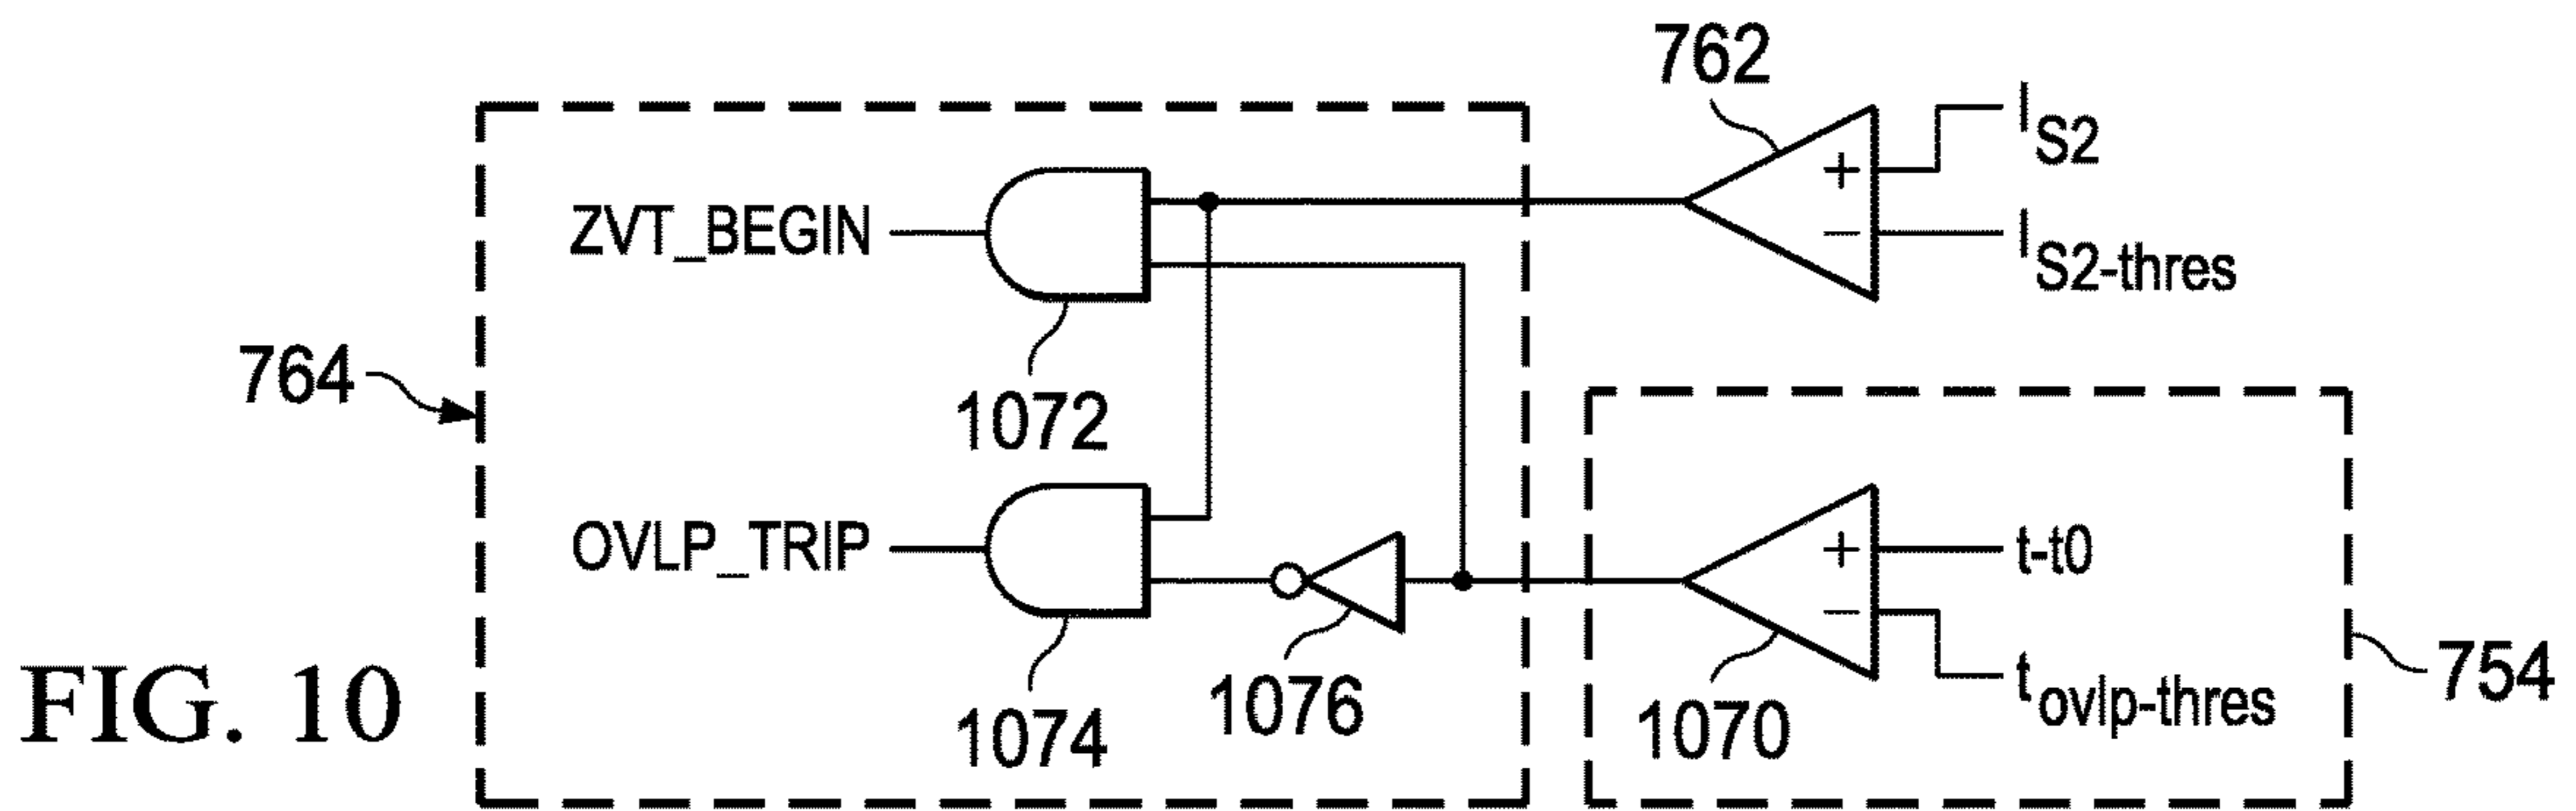 762
I_S2
ZVT_BEGIN
I_S2-thres
764
1072
OVLP_TRIP
t-t0
754
1076
t_ovlp-thres
1074
1070
FIG. 10
+
−
+
−